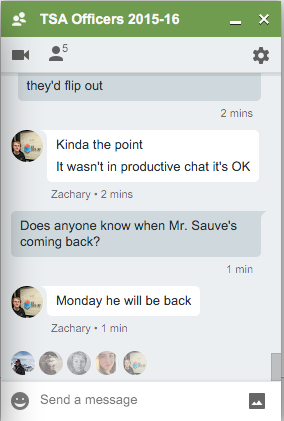 TSA Officers 2015-16
5
they'd flip out
2 mins
Kinda the point
It wasn't in productive chat it's OK
Zachary • 2 mins
Does anyone know when Mr. Sauve's
coming back?
1 min
Monday he will be back
Zachary • 1 min
Send a message